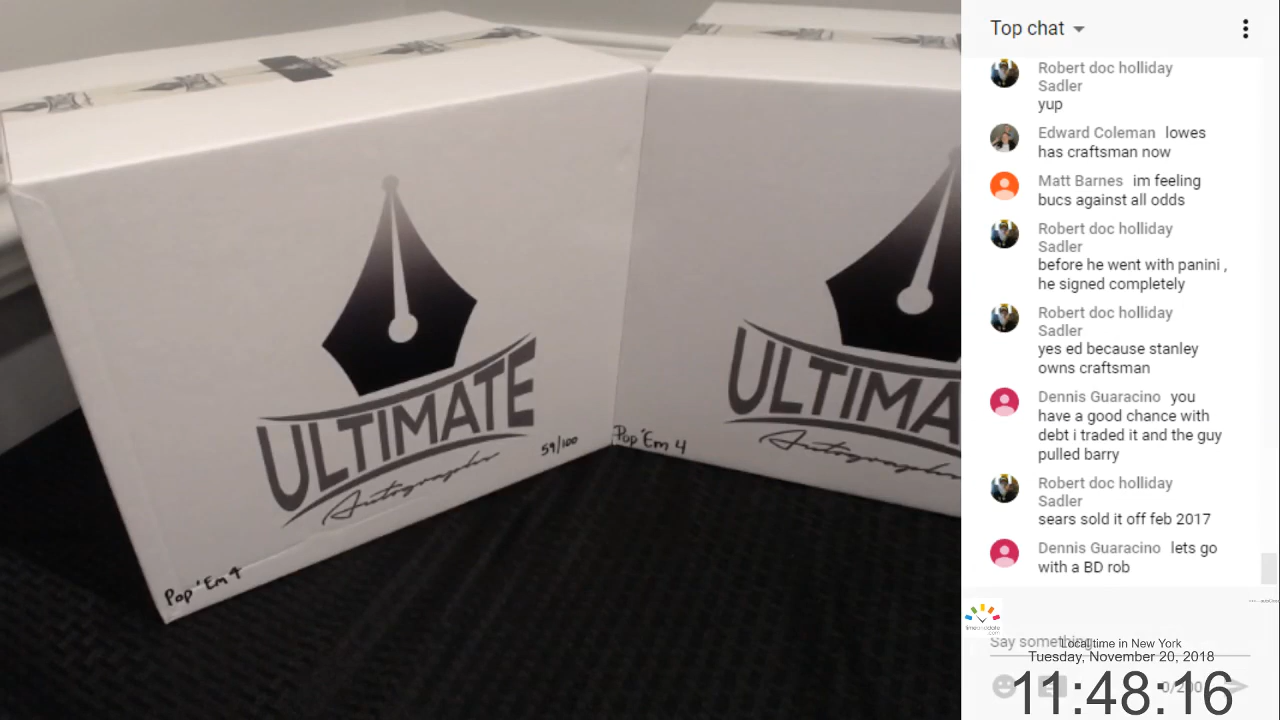 ULTIMATE
Autographs
59/100
Pop 'Em 4
ULTIMA
Autographs
Pop 'Em 4
Top chat
Robert doc holliday
Sadler
yup
Edward Coleman lowes
has craftsman now
Matt Barnes im feeling
bucs against all odds
Robert doc holliday
Sadler
before he went with panini ,
he signed completely
Robert doc holliday
Sadler
yes ed because stanley
owns craftsman
Dennis Guaracino you
have a good chance with
debt i traded it and the guy
pulled barry
Robert doc holliday
Sadler
sears sold it off feb 2017
Dennis Guaracino lets go
with a BD rob
timeanddate
.com
Say something...
Local time in New York
Tuesday, November 20, 2018
0/200
11:48:16